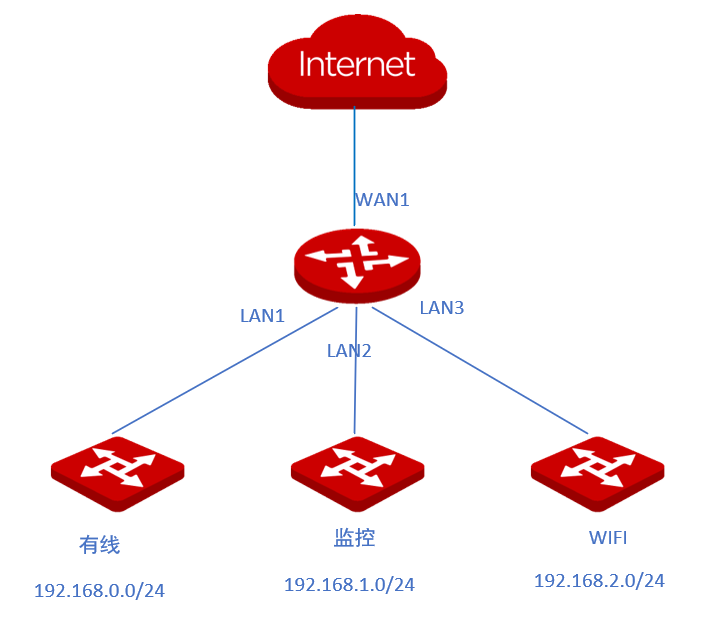 Internet
WAN1
LAN1
LAN2
LAN3
有线
监控
WIFI
192.168.0.0/24
192.168.1.0/24
192.168.2.0/24